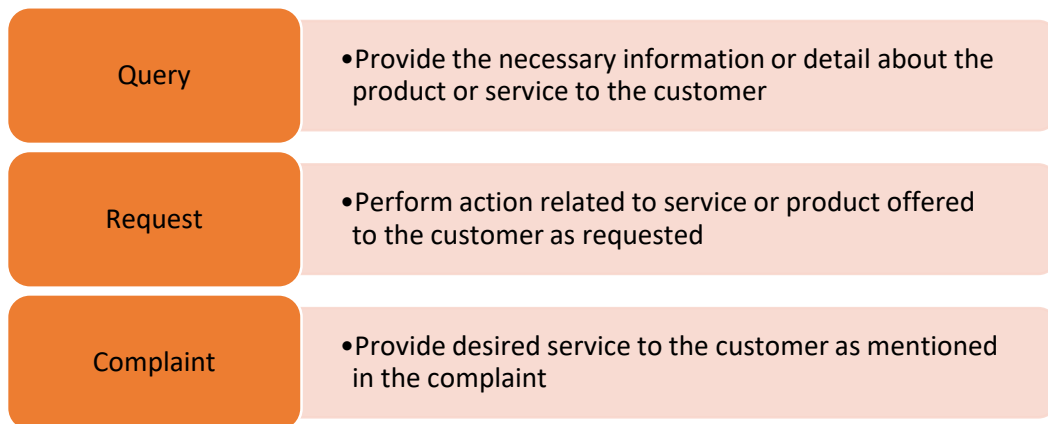 Query
•Provide the necessary information or detail about the
product or service to the customer
Request
•Perform action related to service or product offered
to the customer as requested
Complaint
•Provide desired service to the customer as mentioned
in the complaint